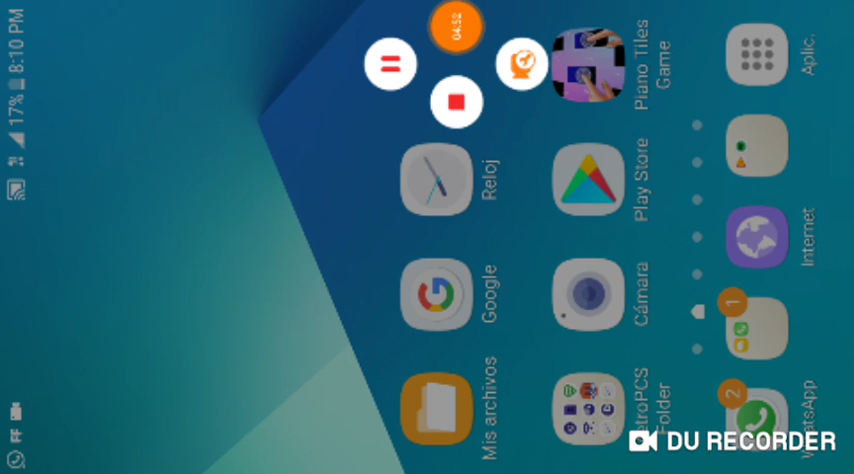 17% 8:10 PM
04:52
Mis archivos
Google
Reloj
etroPCS
Folder
Cámara
Play Store
Piano Tiles
Game
WhatsApp
2
1
Internet
Aplic.
DU RECORDER